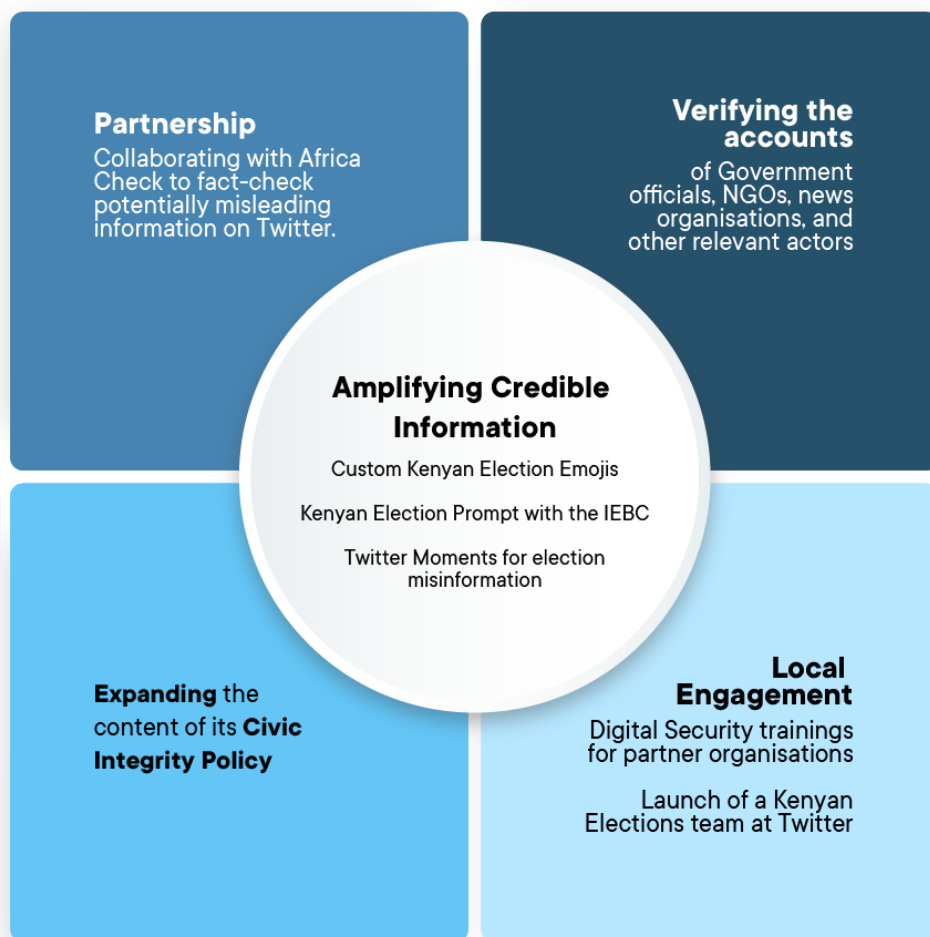 Partnership
Collaborating with Africa
Check to fact-check
potentially misleading
information on Twitter.
Verifying the
accounts
of Government
officials, NGOs, news
organisations, and
other relevant actors
Amplifying Credible
Information
Custom Kenyan Election Emojis
Kenyan Election Prompt with the IEBC
Twitter Moments for election
misinformation
Expanding the
content of its Civic
Integrity Policy
Local
Engagement
Digital Security trainings
for partner organisations
Launch of a Kenyan
Elections team at Twitter